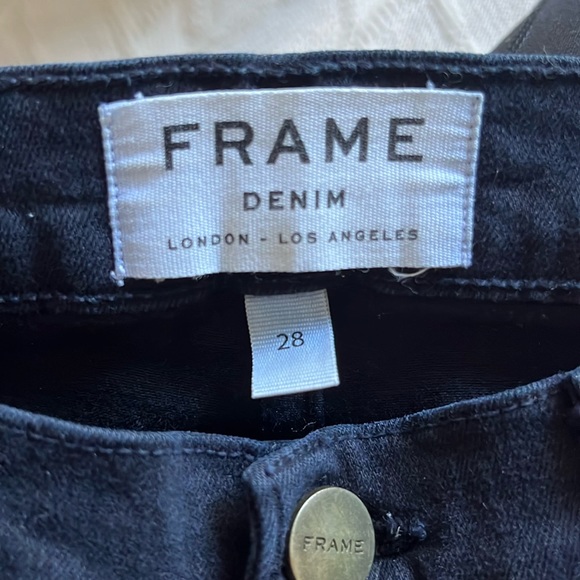 FRAME
DENIM
LONDON - LOS ANGELES
28
FRAME